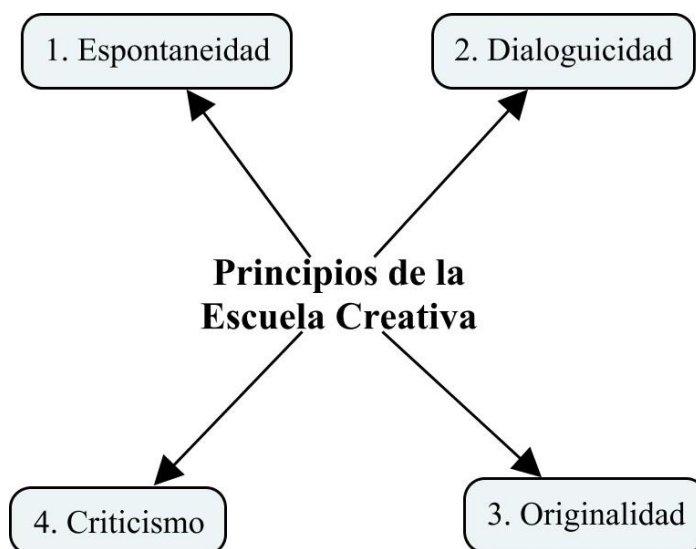 1. Espontaneidad
2. Dialoguicidad
Principios de la
Escuela Creativa
4. Criticismo
3. Originalidad